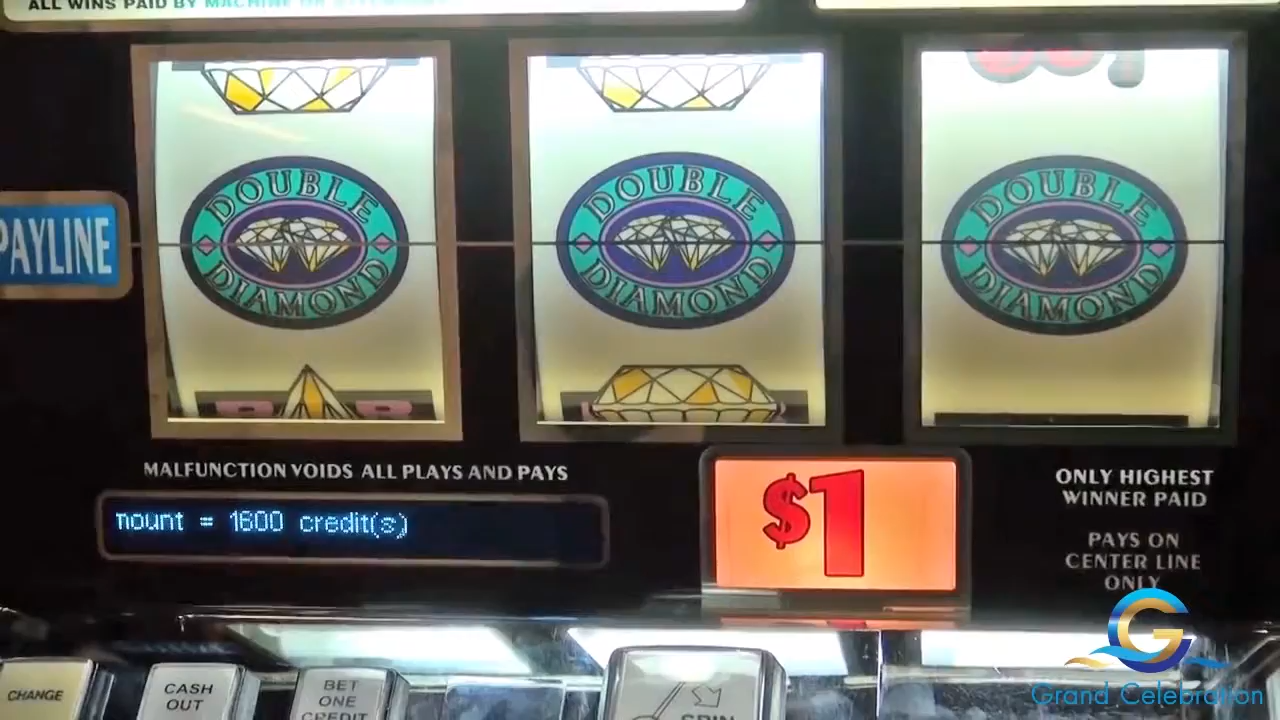 ALL WINS PAID BY MACHINE OR
DOUBLE
DIAMOND
DOUBLE
DIAMOND
DOUBLE
DIAMOND
PAYLINE
MALFUNCTION VOIDS ALL PLAYS AND PAYS
mount = 1600 credit(s)
$1
ONLY HIGHEST
WINNER PAID
PAYS ON
CENTER LINE
ONLY
CHANGE
CASH
OUT
BET
ONE
CREDIT
SPIN
G
Grand Celebration